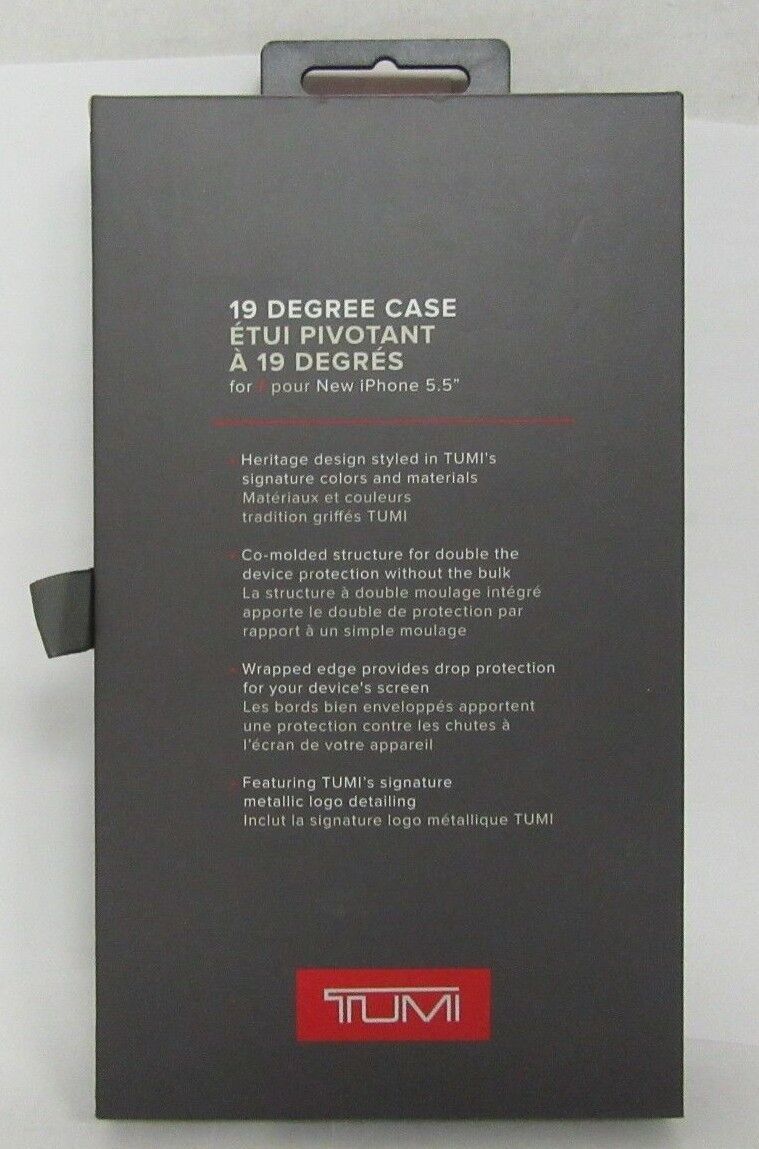 19 DEGREE CASE
ÉTUI PIVOTANT
À 19 DEGRÉS
for / pour New iPhone 5.5"
• Heritage design styled in TUMI's
signature colors and materials
Matériaux et couleurs
tradition griffés TUMI
• Co-molded structure for double the
device protection without the bulk
La structure à double moulage intégré
apporte le double de protection par
rapport à un simple moulage
• Wrapped edge provides drop protection
for your device's screen
Les bords bien enveloppés apportent
une protection contre les chutes à
l'écran de votre appareil
• Featuring TUMI's signature
metallic logo detailing
Inclut la signature logo métallique TUMI
TUMI